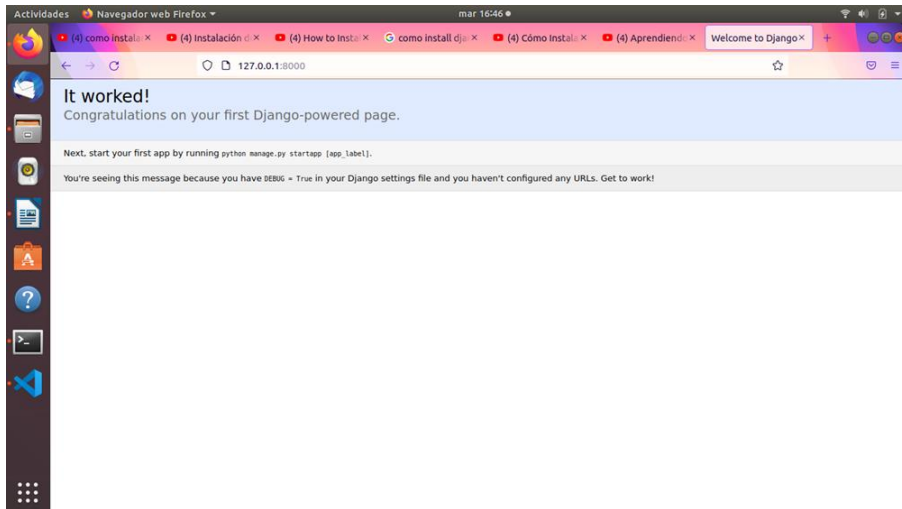 Actividades Navegador web Firefox mar 16:46
(4) como instala (4) Instalación d (4) How to Insta como install dja (4) Cómo Instala (4) Aprendiendo Welcome to Django
127.0.0.1:8000
It worked!
Congratulations on your first Django-powered page.
Next, start your first app by running python manage.py startapp [app_label].
You're seeing this message because you have DEBUG = True in your Django settings file and you haven't configured any URLs. Get to work!